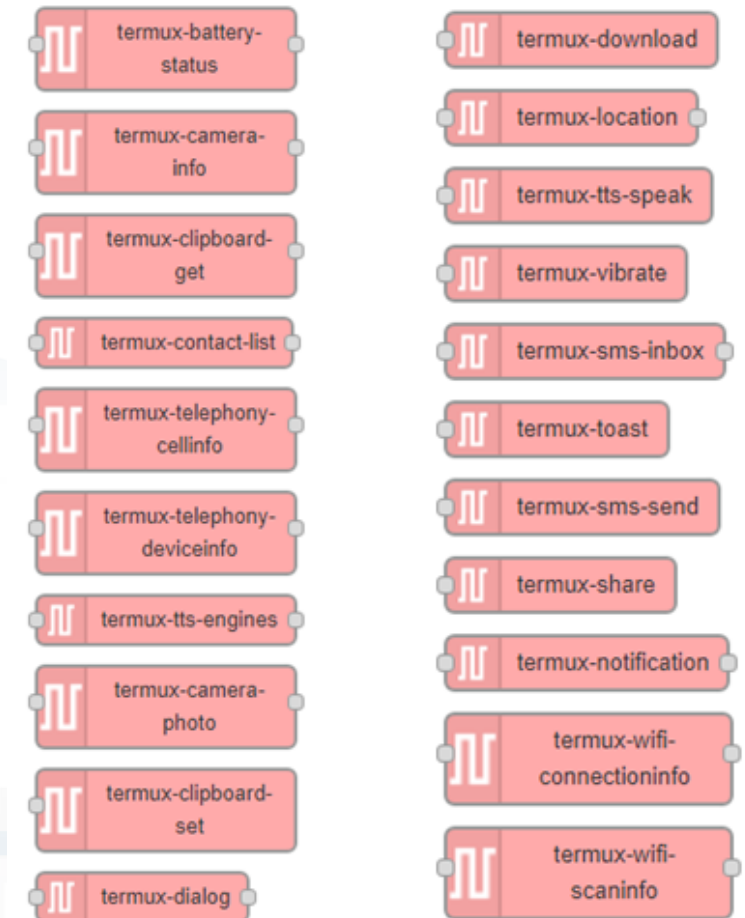 termux-battery-
status
termux-camera-
info
termux-clipboard-
get
termux-contact-list
termux-telephony-
cellinfo
termux-telephony-
deviceinfo
termux-tts-engines
termux-camera-
photo
termux-clipboard-
set
termux-dialog
termux-download
termux-location
termux-tts-speak
termux-vibrate
termux-sms-inbox
termux-toast
termux-sms-send
termux-share
termux-notification
termux-wifi-
connectioninfo
termux-wifi-
scaninfo